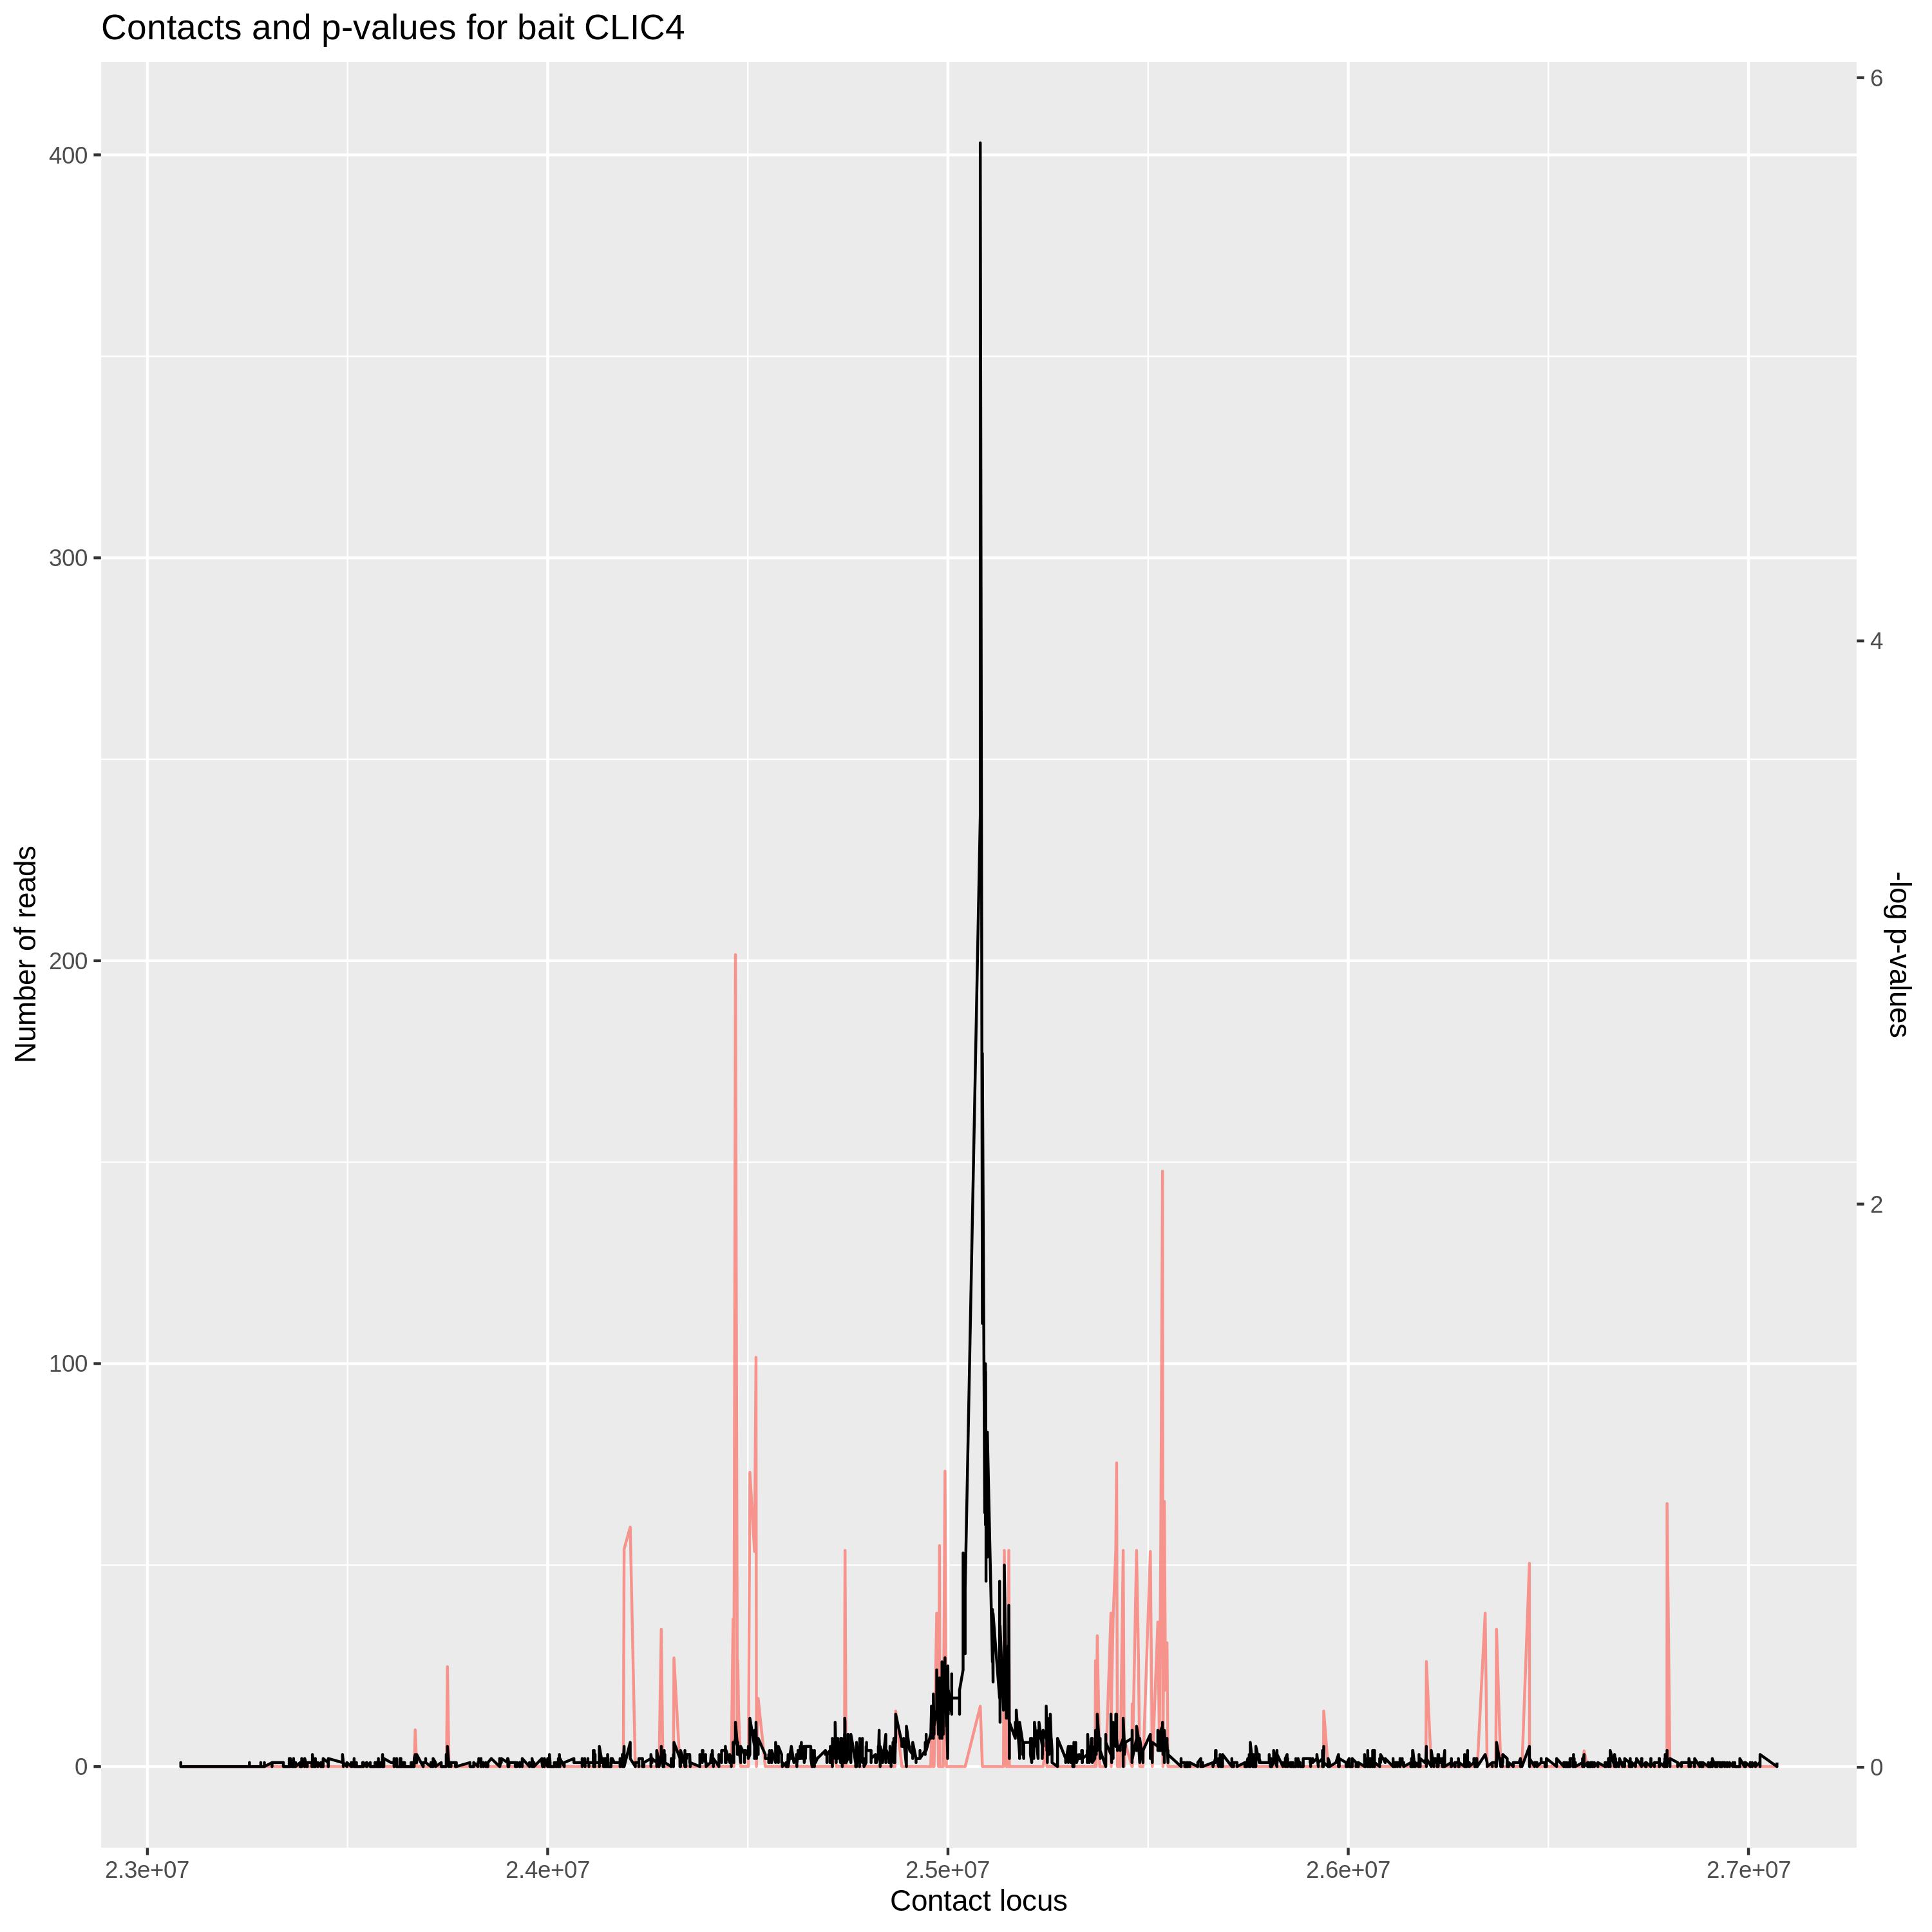 Contacts and p-values for bait CLIC4
6
400
300
4
200
2
100
0
0
Number of reads
-log p-values
2.3e+07
2.4e+07
2.5e+07
2.6e+07
2.7e+07
Contact locus